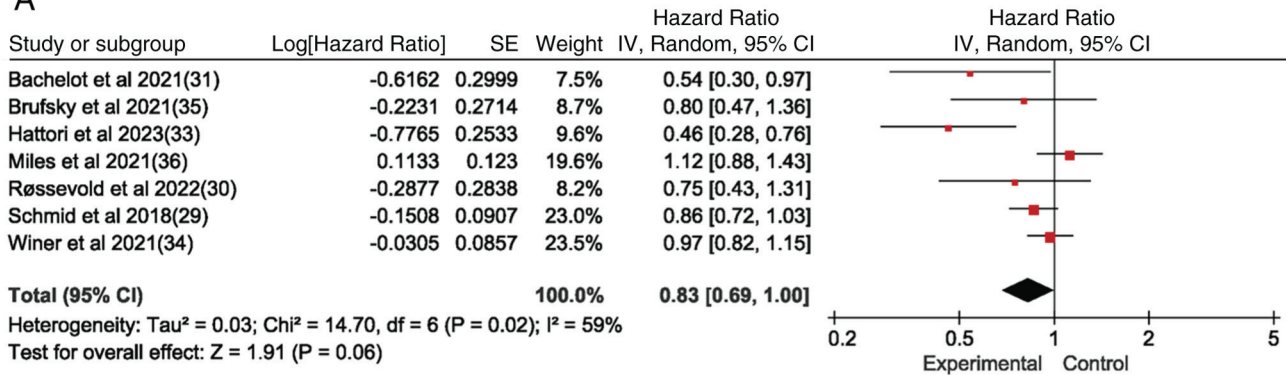 A
Hazard Ratio Hazard Ratio
Study or subgroup Log[Hazard Ratio] SE Weight IV, Random, 95% CI IV, Random, 95% CI
Bachelot et al 2021(31) -0.6162 0.2999 7.5% 0.54 [0.30, 0.97]
Brufsky et al 2021(35) -0.2231 0.2714 8.7% 0.80 [0.47, 1.36]
Hattori et al 2023(33) -0.7765 0.2533 9.6% 0.46 [0.28, 0.76]
Miles et al 2021(36) 0.1133 0.123 19.6% 1.12 [0.88, 1.43]
Røssevold et al 2022(30) -0.2877 0.2838 8.2% 0.75 [0.43, 1.31]
Schmid et al 2018(29) -0.1508 0.0907 23.0% 0.86 [0.72, 1.03]
Winer et al 2021(34) -0.0305 0.0857 23.5% 0.97 [0.82, 1.15]
Total (95% CI) 100.0% 0.83 [0.69, 1.00]
Heterogeneity: Tau² = 0.03; Chi² = 14.70, df = 6 (P = 0.02); I² = 59%
Test for overall effect: Z = 1.91 (P = 0.06)
0.2 0.5 1 2 5
Experimental Control